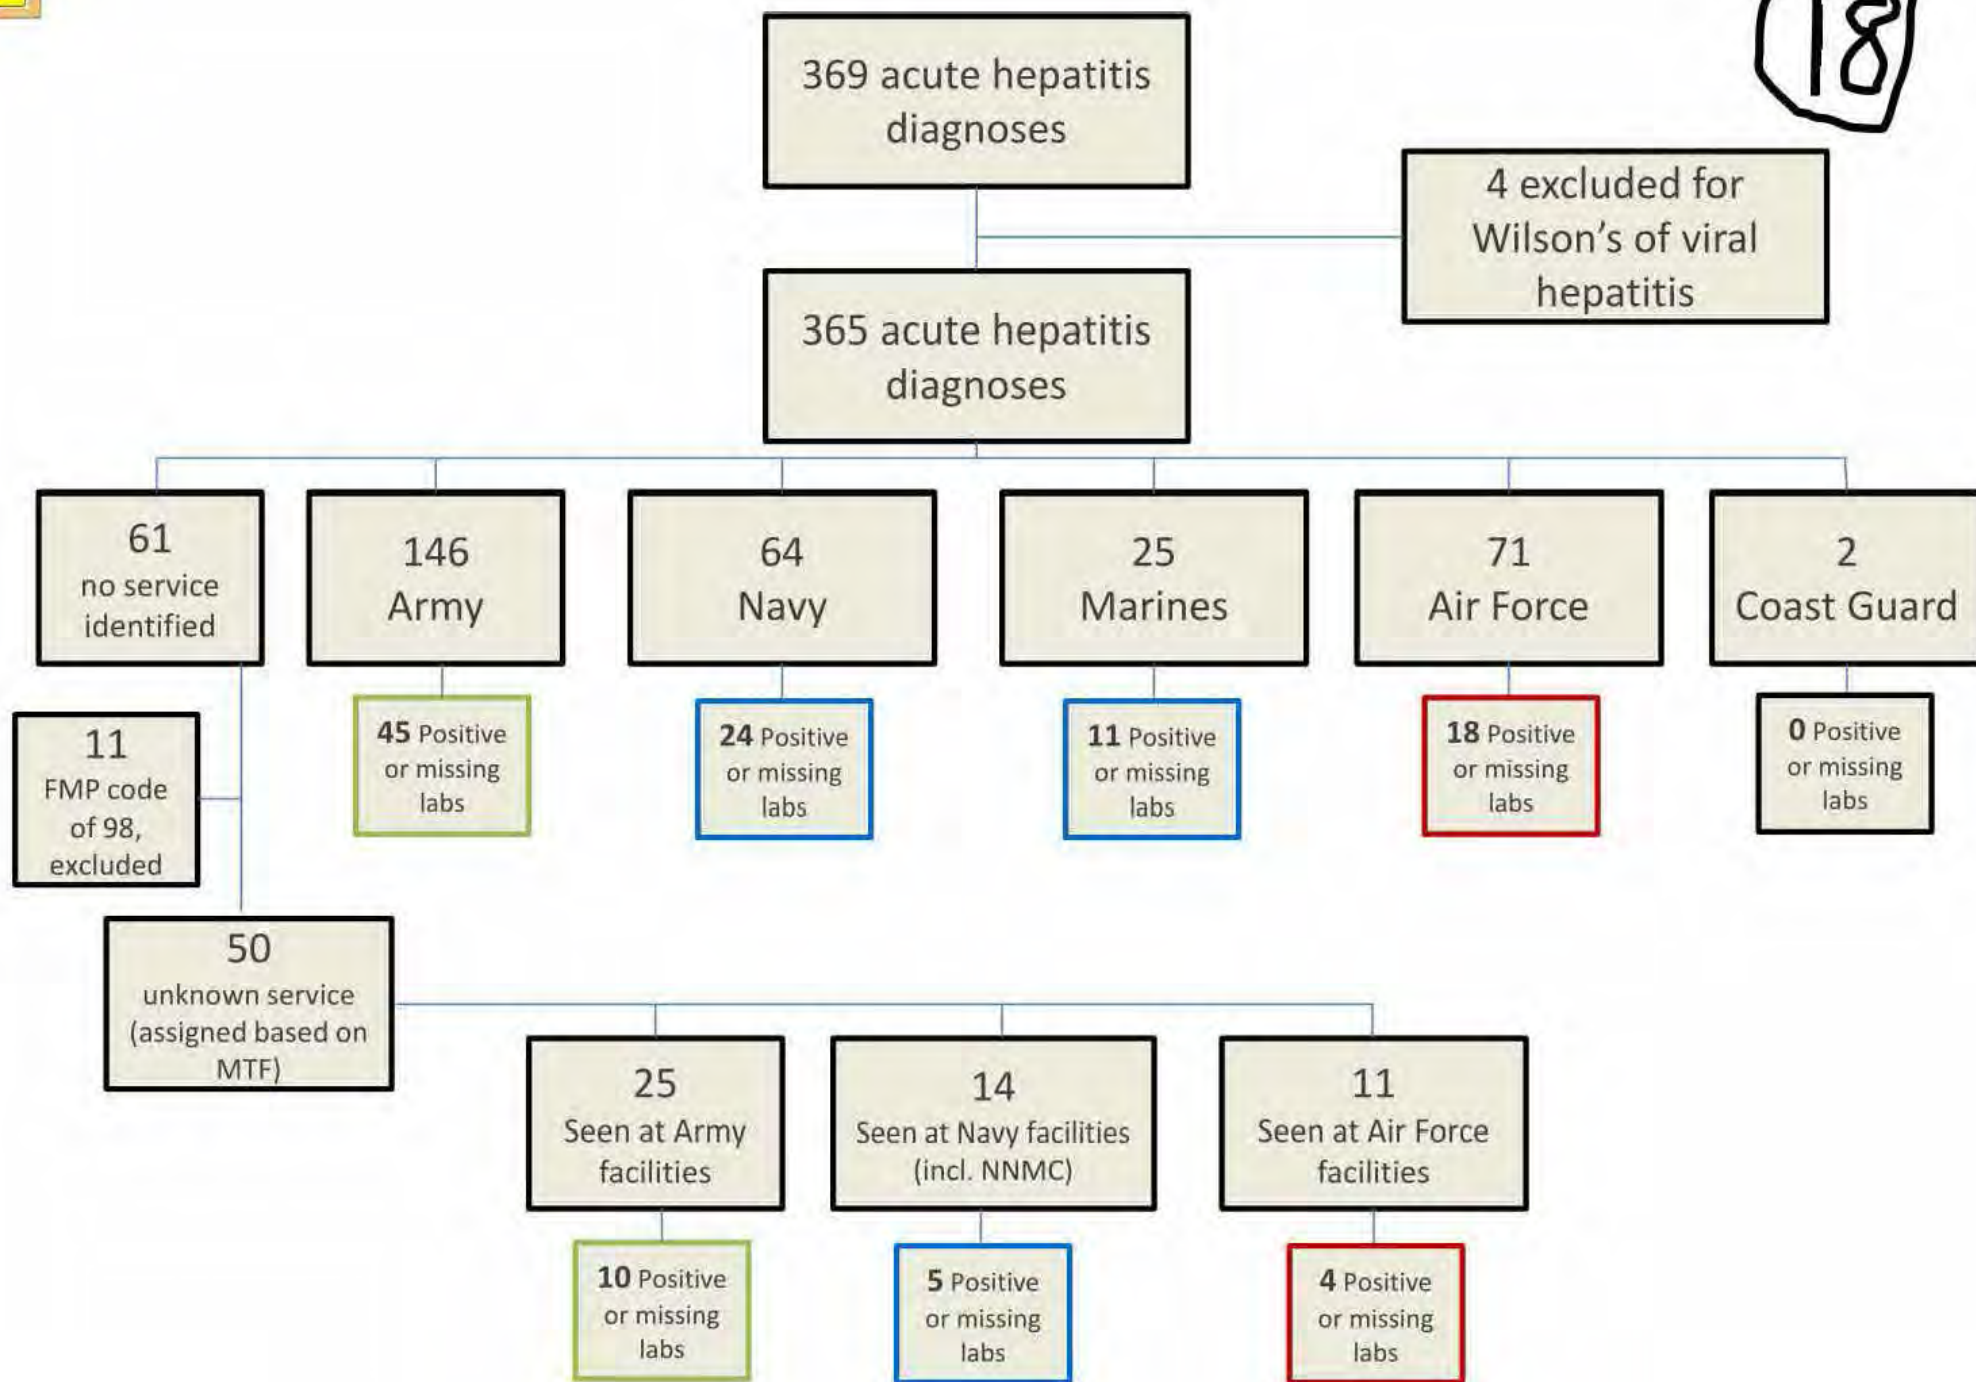 18
369 acute hepatitis
diagnoses
4 excluded for
Wilson's of viral
hepatitis
365 acute hepatitis
diagnoses
61
no service
identified
146
Army
64
Navy
25
Marines
71
Air Force
2
Coast Guard
11
FMP code
of 98,
excluded
45 Positive
or missing
labs
24 Positive
or missing
labs
11 Positive
or missing
labs
18 Positive
or missing
labs
0 Positive
or missing
labs
50
unknown service
(assigned based on
MTF)
25
Seen at Army
facilities
14
Seen at Navy facilities
(incl. NNMC)
11
Seen at Air Force
facilities
10 Positive
or missing
labs
5 Positive
or missing
labs
4 Positive
or missing
labs